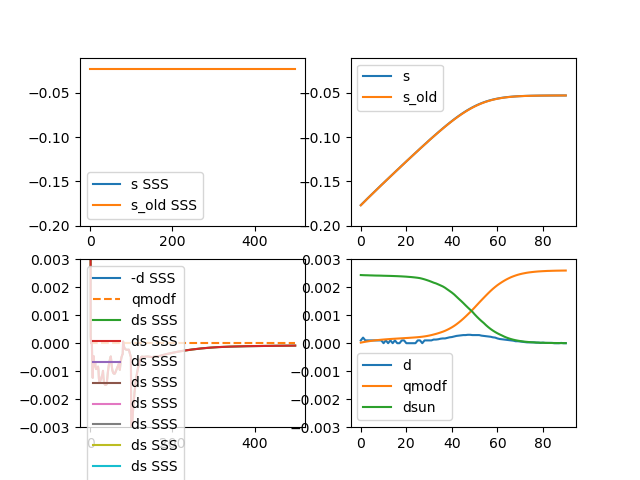 −0.05
−0.10
−0.15
−0.20
0
200
400
s SSS
s_old SSS
−0.05
−0.10
−0.15
−0.20
0
20
40
60
80
s
s_old
0.003
0.002
0.001
0.000
−0.001
−0.002
−0.003
0
200
400
-d SSS
qmodf
ds SSS
ds SSS
ds SSS
ds SSS
ds SSS
ds SSS
ds SSS
ds SSS
0.003
0.002
0.001
0.000
−0.001
−0.002
−0.003
0
20
40
60
80
d
qmodf
dsun